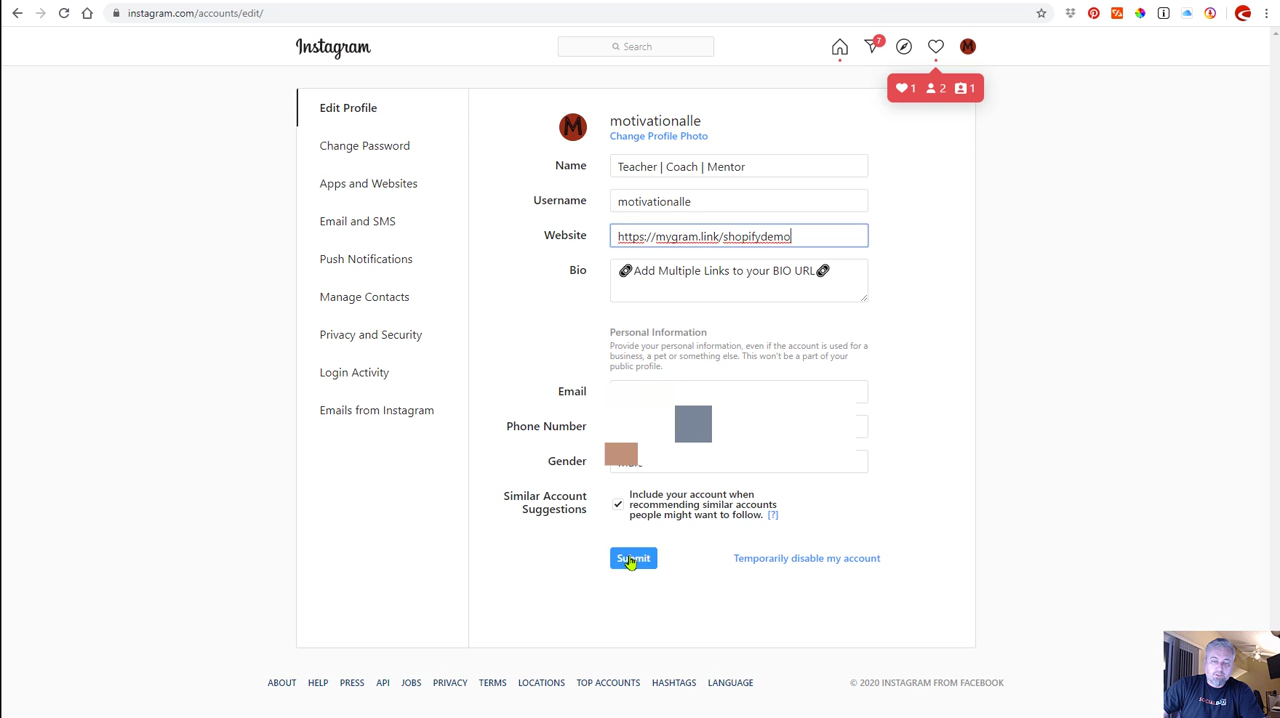 instagram.com/accounts/edit/
Instagram
Search
7
1 2 1
Edit Profile
Change Password
Apps and Websites
Email and SMS
Push Notifications
Manage Contacts
Privacy and Security
Login Activity
Emails from Instagram
M
motivationalle
Change Profile Photo
Name
Teacher | Coach | Mentor
Username
motivationalle
Website
https://mygram.link/shopifydemo
Bio
🔗Add Multiple Links to your BIO URL🔗
Personal Information
Provide your personal information, even if the account is used for a
business, a pet or something else. This won't be a part of your
public profile.
Email
Phone Number
Gender
Similar Account
Suggestions
Include your account when
recommending similar accounts
people might want to follow. [?]
Submit
Temporarily disable my account
ABOUT HELP PRESS API JOBS PRIVACY TERMS LOCATIONS TOP ACCOUNTS HASHTAGS LANGUAGE
© 2020 INSTAGRAM FROM FACEBOOK